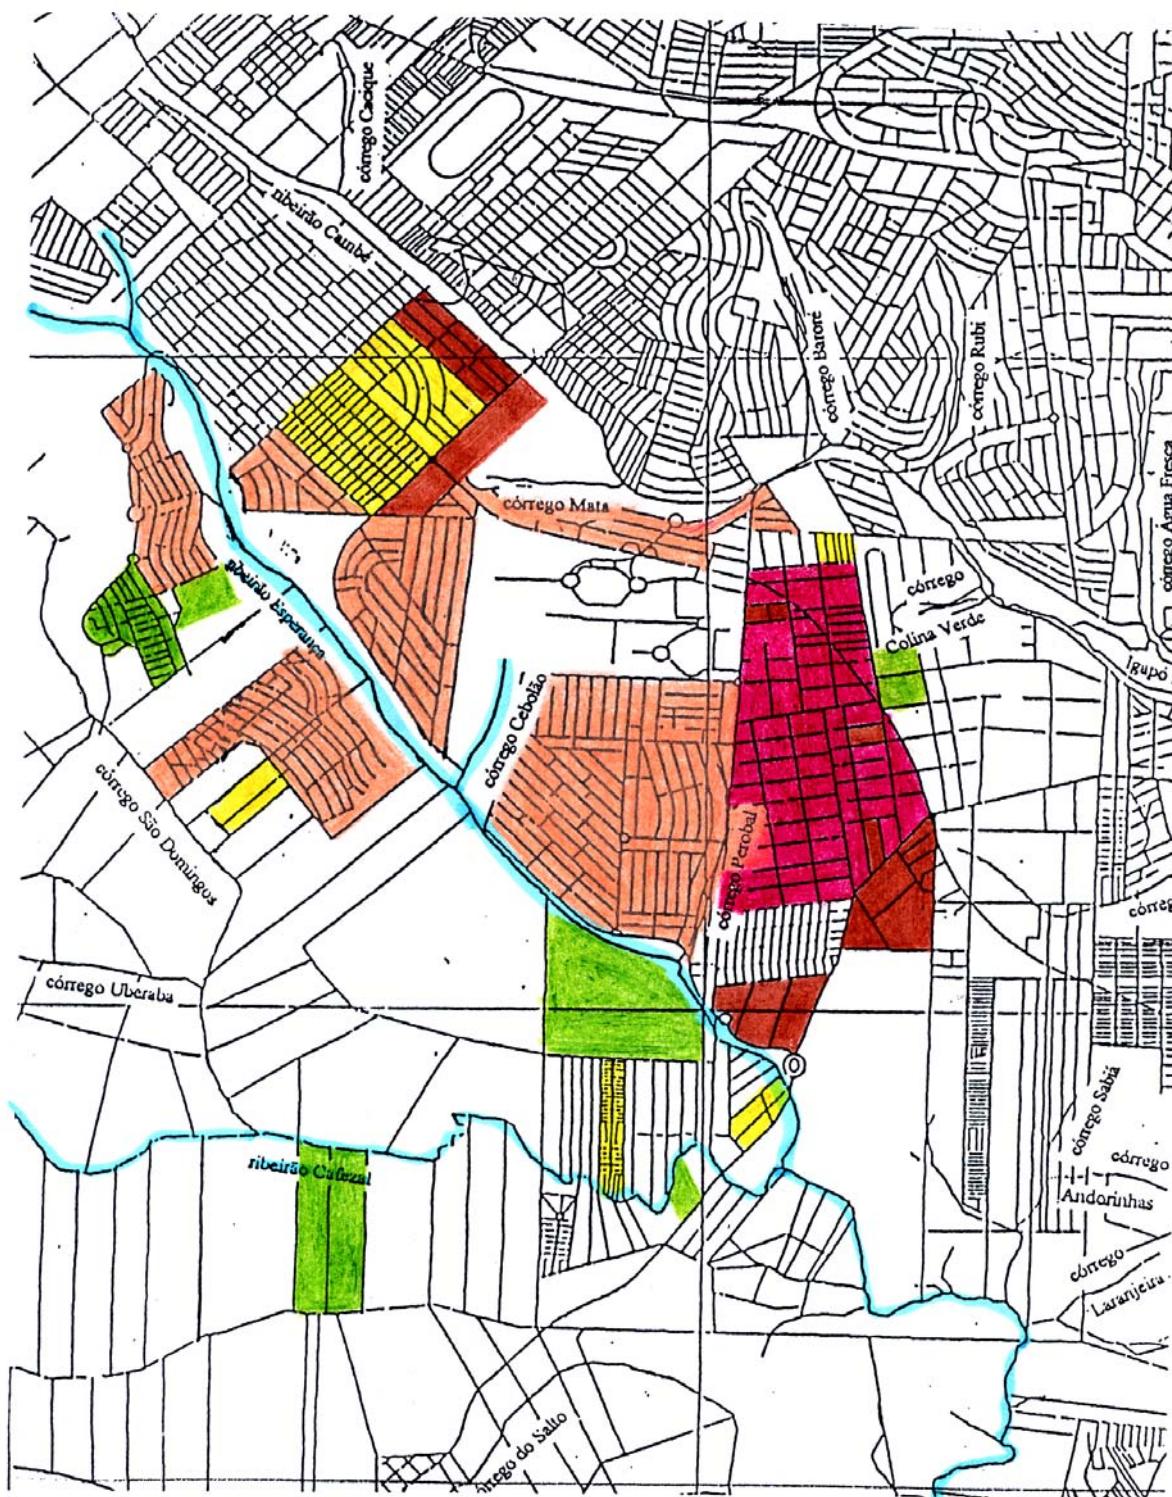 córrego Cacique
ribeirão Cambé
córrego Baroré
córrego Rubi
córrego Água Fresca
córrego Mata
córrego
Colina Verde
Igapó
ribeirão Esperança
córrego Cebolão
córrego São Domingos
córrego Perobal
córrego Uberaba
ribeirão Cafezal
córrego Sabiá
córrego
Andorinhas
córrego
Laranjeira
córrego do Salto